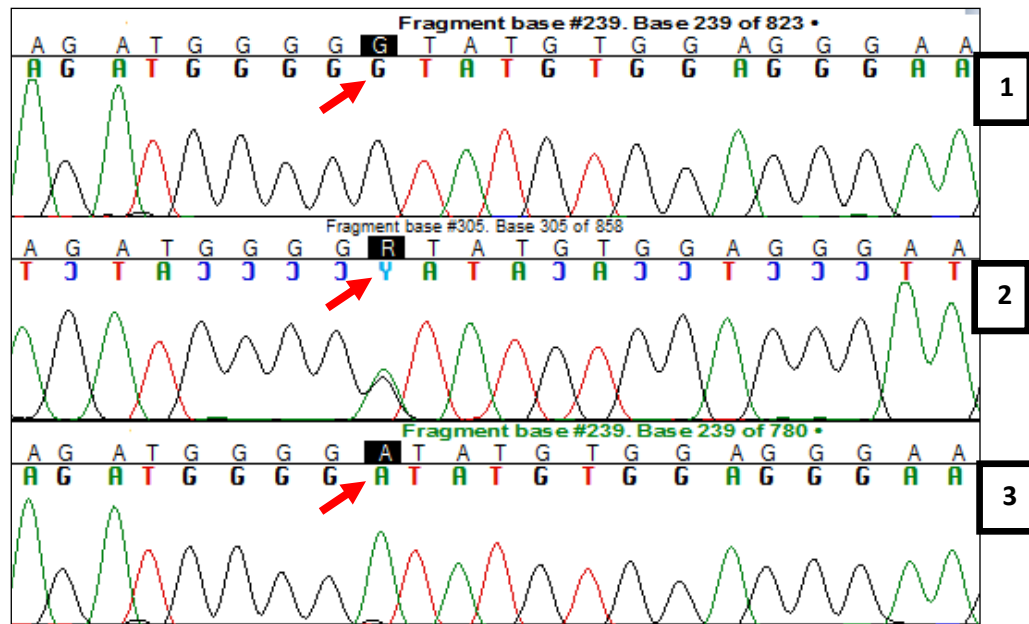 Fragment base #239. Base 239 of 823 •
A G A T G G G G G T A T G T G G A G G G A A
A G A T G G G G G T A T G T G G A G G G A A
1
Fragment base #305. Base 305 of 858
A G A T G G G G R T A T G T G G A G G G A A
T C T A C C C C Y A T A C A C C T C C C T T
2
Fragment base #239. Base 239 of 780 •
A G A T G G G G A T A T G T G G A G G G A A
A G A T G G G G A T A T G T G G A G G G A A
3